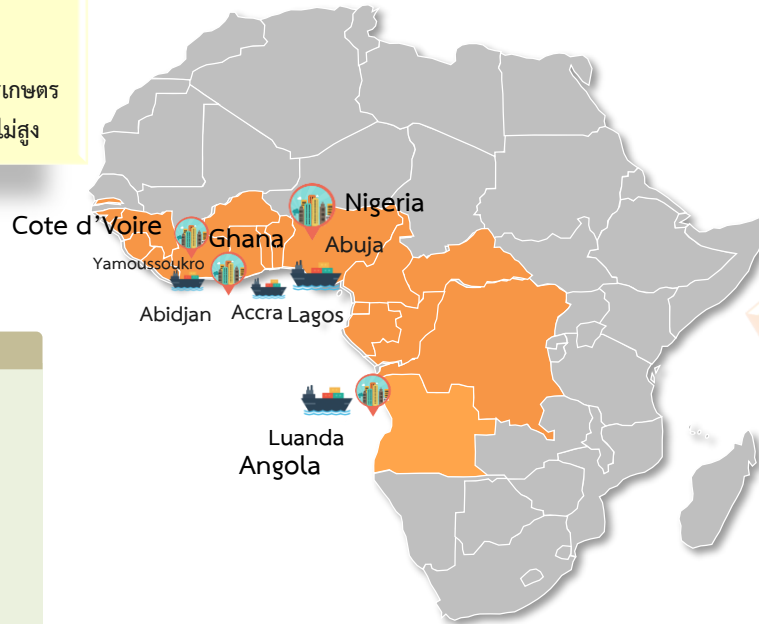 เกษตร
ไม่สูง
Nigeria
Cote d’Voire
Ghana
Abuja
Yamoussoukro
Abidjan
Accra
Lagos
Luanda
Angola